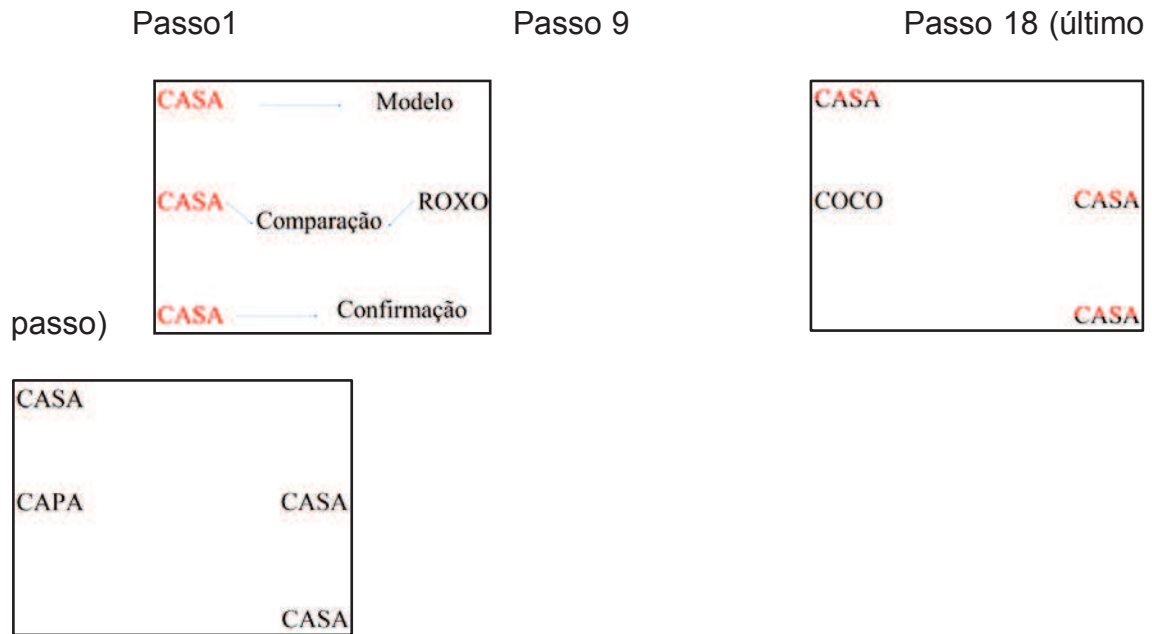 Passo1 Passo 9 Passo 18 (último
CASA Modelo
CASA Comparação ROXO
CASA Confirmação
passo)
CASA
COCO CASA
CASA
CASA
CAPA CASA
CASA